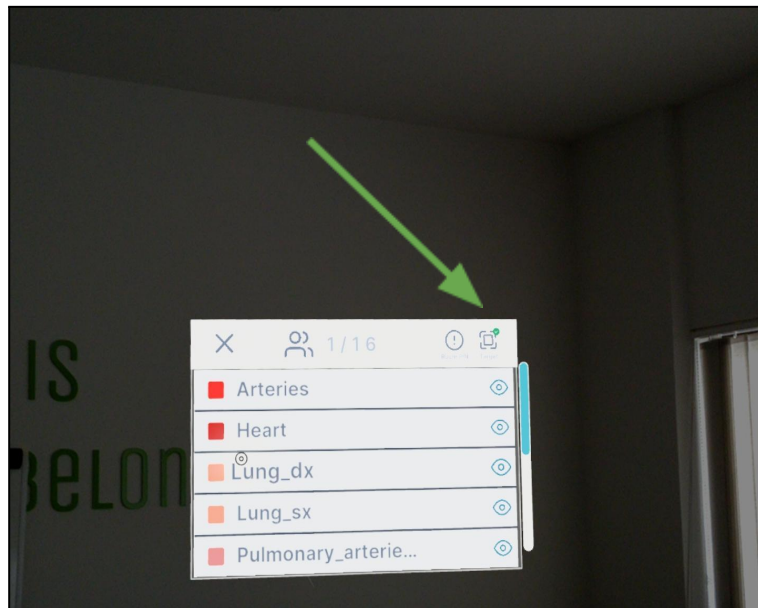 1/16
Arteries
IS
Heart
Lung_dx
BELON
Lung_sx
Pulmonary_arterie...